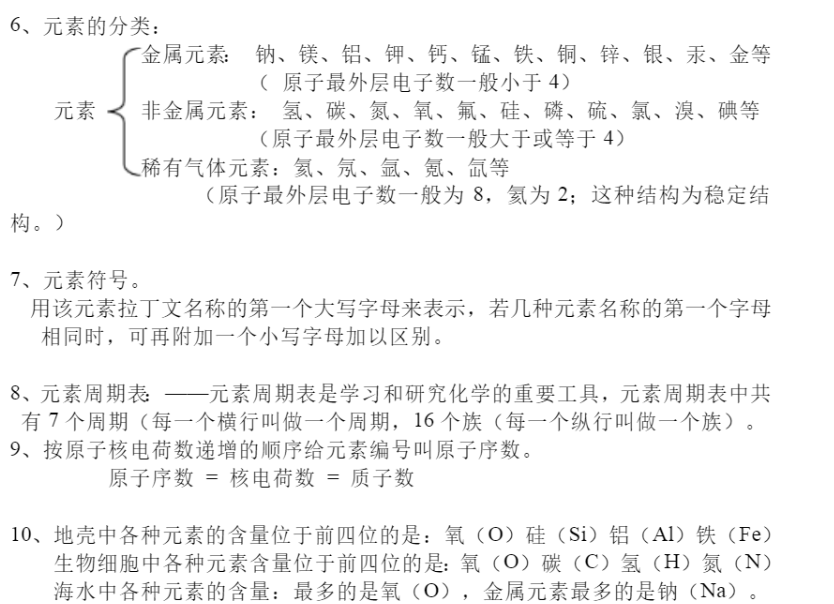 6、元素的分类：
金属元素：  钠、镁、铝、钾、钙、锰、铁、铜、锌、银、汞、金等
（ 原子最外层电子数一般小于 4）
元素  非金属元素：  氢、碳、氮、氧、氟、硅、磷、硫、氯、溴、碘等
（原子最外层电子数一般大于或等于 4）
稀有气体元素：氦、氖、氩、氪、氙等
（原子最外层电子数一般为 8，氦为 2；这种结构为稳定结
构。）
7、元素符号。
用该元素拉丁文名称的第一个大写字母来表示，若几种元素名称的第一个字母
相同时，可再附加一个小写字母加以区别。
8、元素周期表：——元素周期表是学习和研究化学的重要工具，元素周期表中共
有 7 个周期（每一个横行叫做一个周期，16 个族（每一个纵行叫做一个族）。
9、按原子核电荷数递增的顺序给元素编号叫原子序数。
原子序数 = 核电荷数 = 质子数
10、地壳中各种元素的含量位于前四位的是：氧（O）硅（Si）铝（Al）铁（Fe）
生物细胞中各种元素含量位于前四位的是：氧（O）碳（C）氢（H）氮（N）
海水中各种元素的含量：最多的是氧（O），金属元素最多的是钠（Na）。